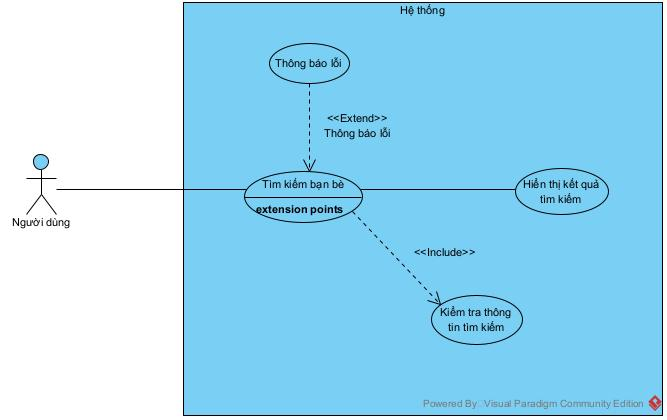 Hệ thống
Thông báo lỗi
<<Extend>>
Thông báo lỗi
Người dùng
Tìm kiếm bạn bè
extension points
Hiển thị kết quả
tìm kiếm
<<Include>>
Kiểm tra thông
tin tìm kiếm
Powered By Visual Paradigm Community Edition